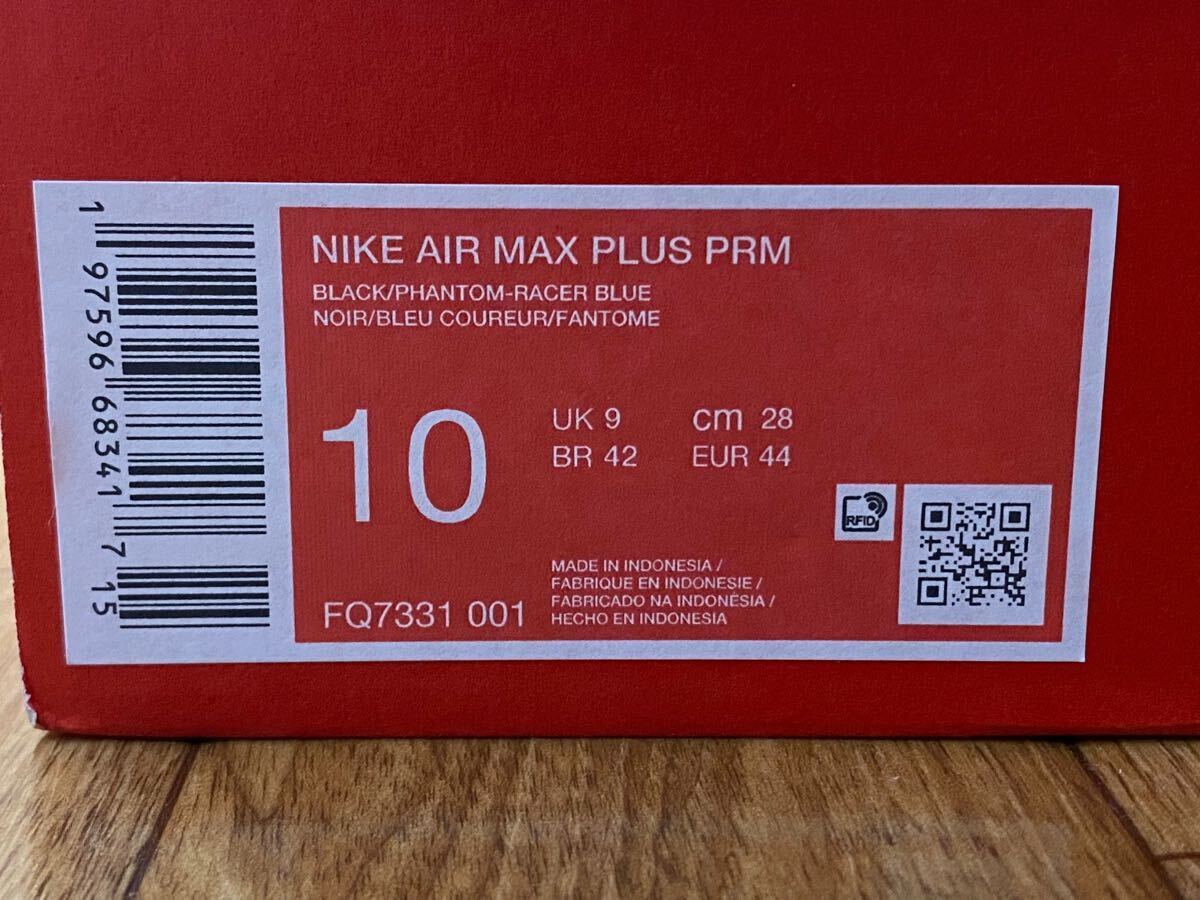 1 97596 68341 7 15
NIKE AIR MAX PLUS PRM
BLACK/PHANTOM-RACER BLUE
NOIR/BLEU COUREUR/FANTOME
10
UK 9 cm 28
BR 42 EUR 44
RFID
MADE IN INDONESIA /
FABRIQUE EN INDONESIE /
FABRICADO NA INDONÉSIA /
HECHO EN INDONESIA
FQ7331 001